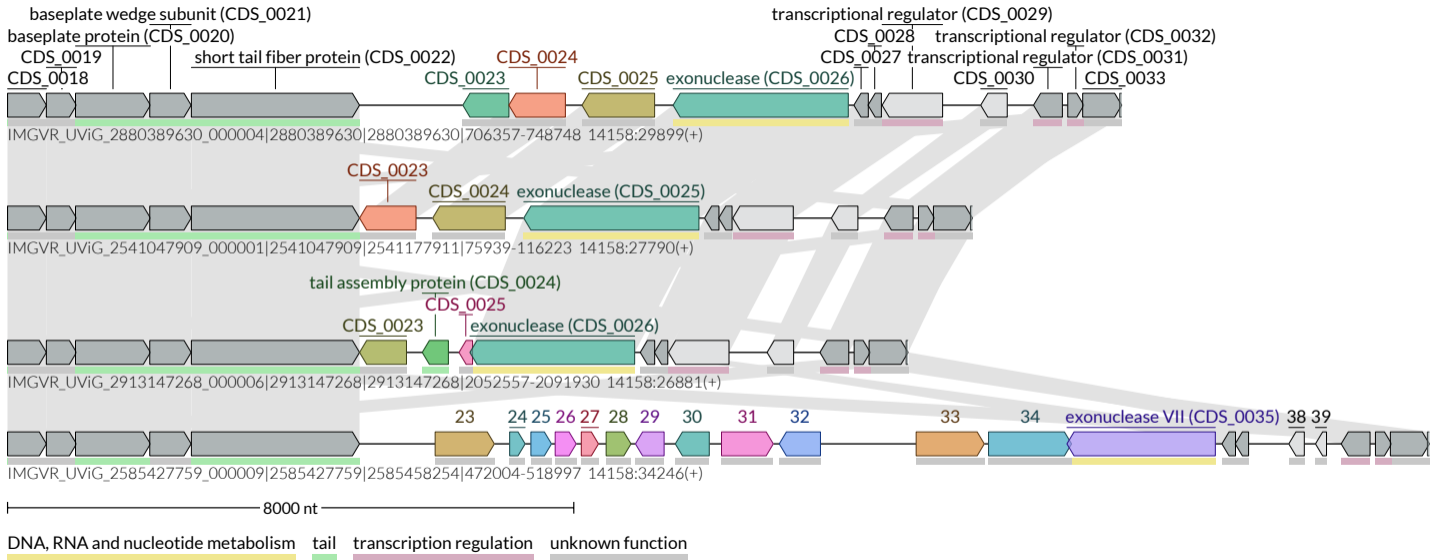 baseplate wedge subunit (CDS_0021) transcriptional regulator (CDS_0029)
baseplate protein (CDS_0020) CDS_0028 transcriptional regulator (CDS_0032)
CDS_0019 short tail fiber protein (CDS_0022) CDS_0024 CDS_0027 transcriptional regulator (CDS_0031)
CDS_0018 CDS_0023 CDS_0025 exonuclease (CDS_0026) CDS_0030 CDS_0033
IMGVR_UViG_2880389630_000004|2880389630|2880389630|706357-748748 14158:29899(+)
CDS_0023
CDS_0024 exonuclease (CDS_0025)
IMGVR_UViG_2541047909_000001|2541047909|2541177911|75939-116223 14158:27790(+)
tail assembly protein (CDS_0024)
CDS_0025
CDS_0023 exonuclease (CDS_0026)
IMGVR_UViG_2913147268_000006|2913147268|2913147268|2052557-2091930 14158:26881(+)
23 24 25 26 27 28 29 30 31 32 33 34 exonuclease VII (CDS_0035) 38 39
IMGVR_UViG_2585427759_000009|2585427759|2585458254|472004-518997 14158:34246(+)
8000 nt
DNA, RNA and nucleotide metabolism tail transcription regulation unknown function